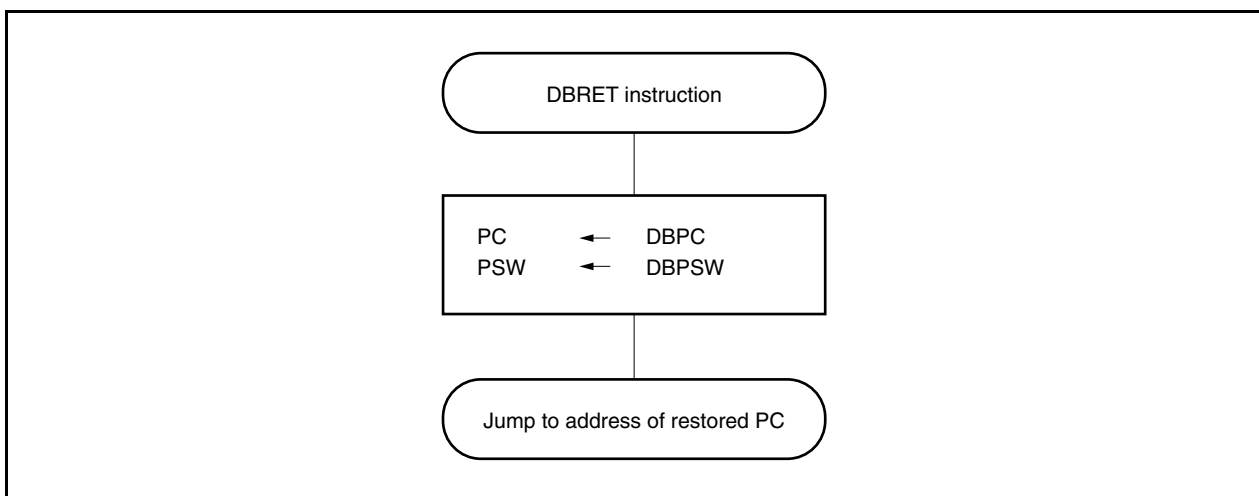 DBRET instruction
PC ← DBPC
PSW ← DBPSW
Jump to address of restored PC